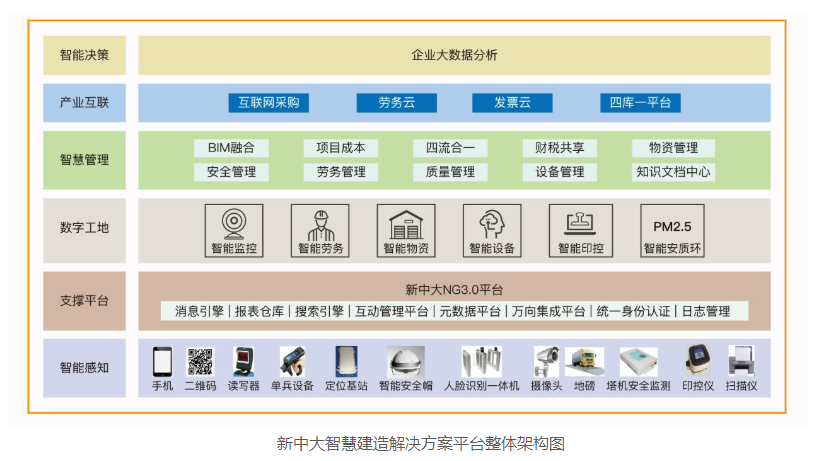 智能决策
企业大数据分析
产业互联
互联网采购 劳务云 发票云 四库一平台
智慧管理
BIM融合 项目成本 四流合一 财税共享 物资管理
安全管理 劳务管理 质量管理 设备管理 知识文档中心
数字工地
PM2.5
智能监控 智能劳务 智能物资 智能设备 智能印控 智能安质环
支撑平台
新中大NG3.0平台
消息引擎 | 报表仓库 | 搜索引擎 | 互动管理平台 | 元数据平台 | 万向集成平台 | 统一身份认证 | 日志管理
智能感知
手机 二维码 读写器 单兵设备 定位基站 智能安全帽 人脸识别一体机 摄像头 地磅 塔机安全监测 印控仪 扫描仪
新中大智慧建造解决方案平台整体架构图